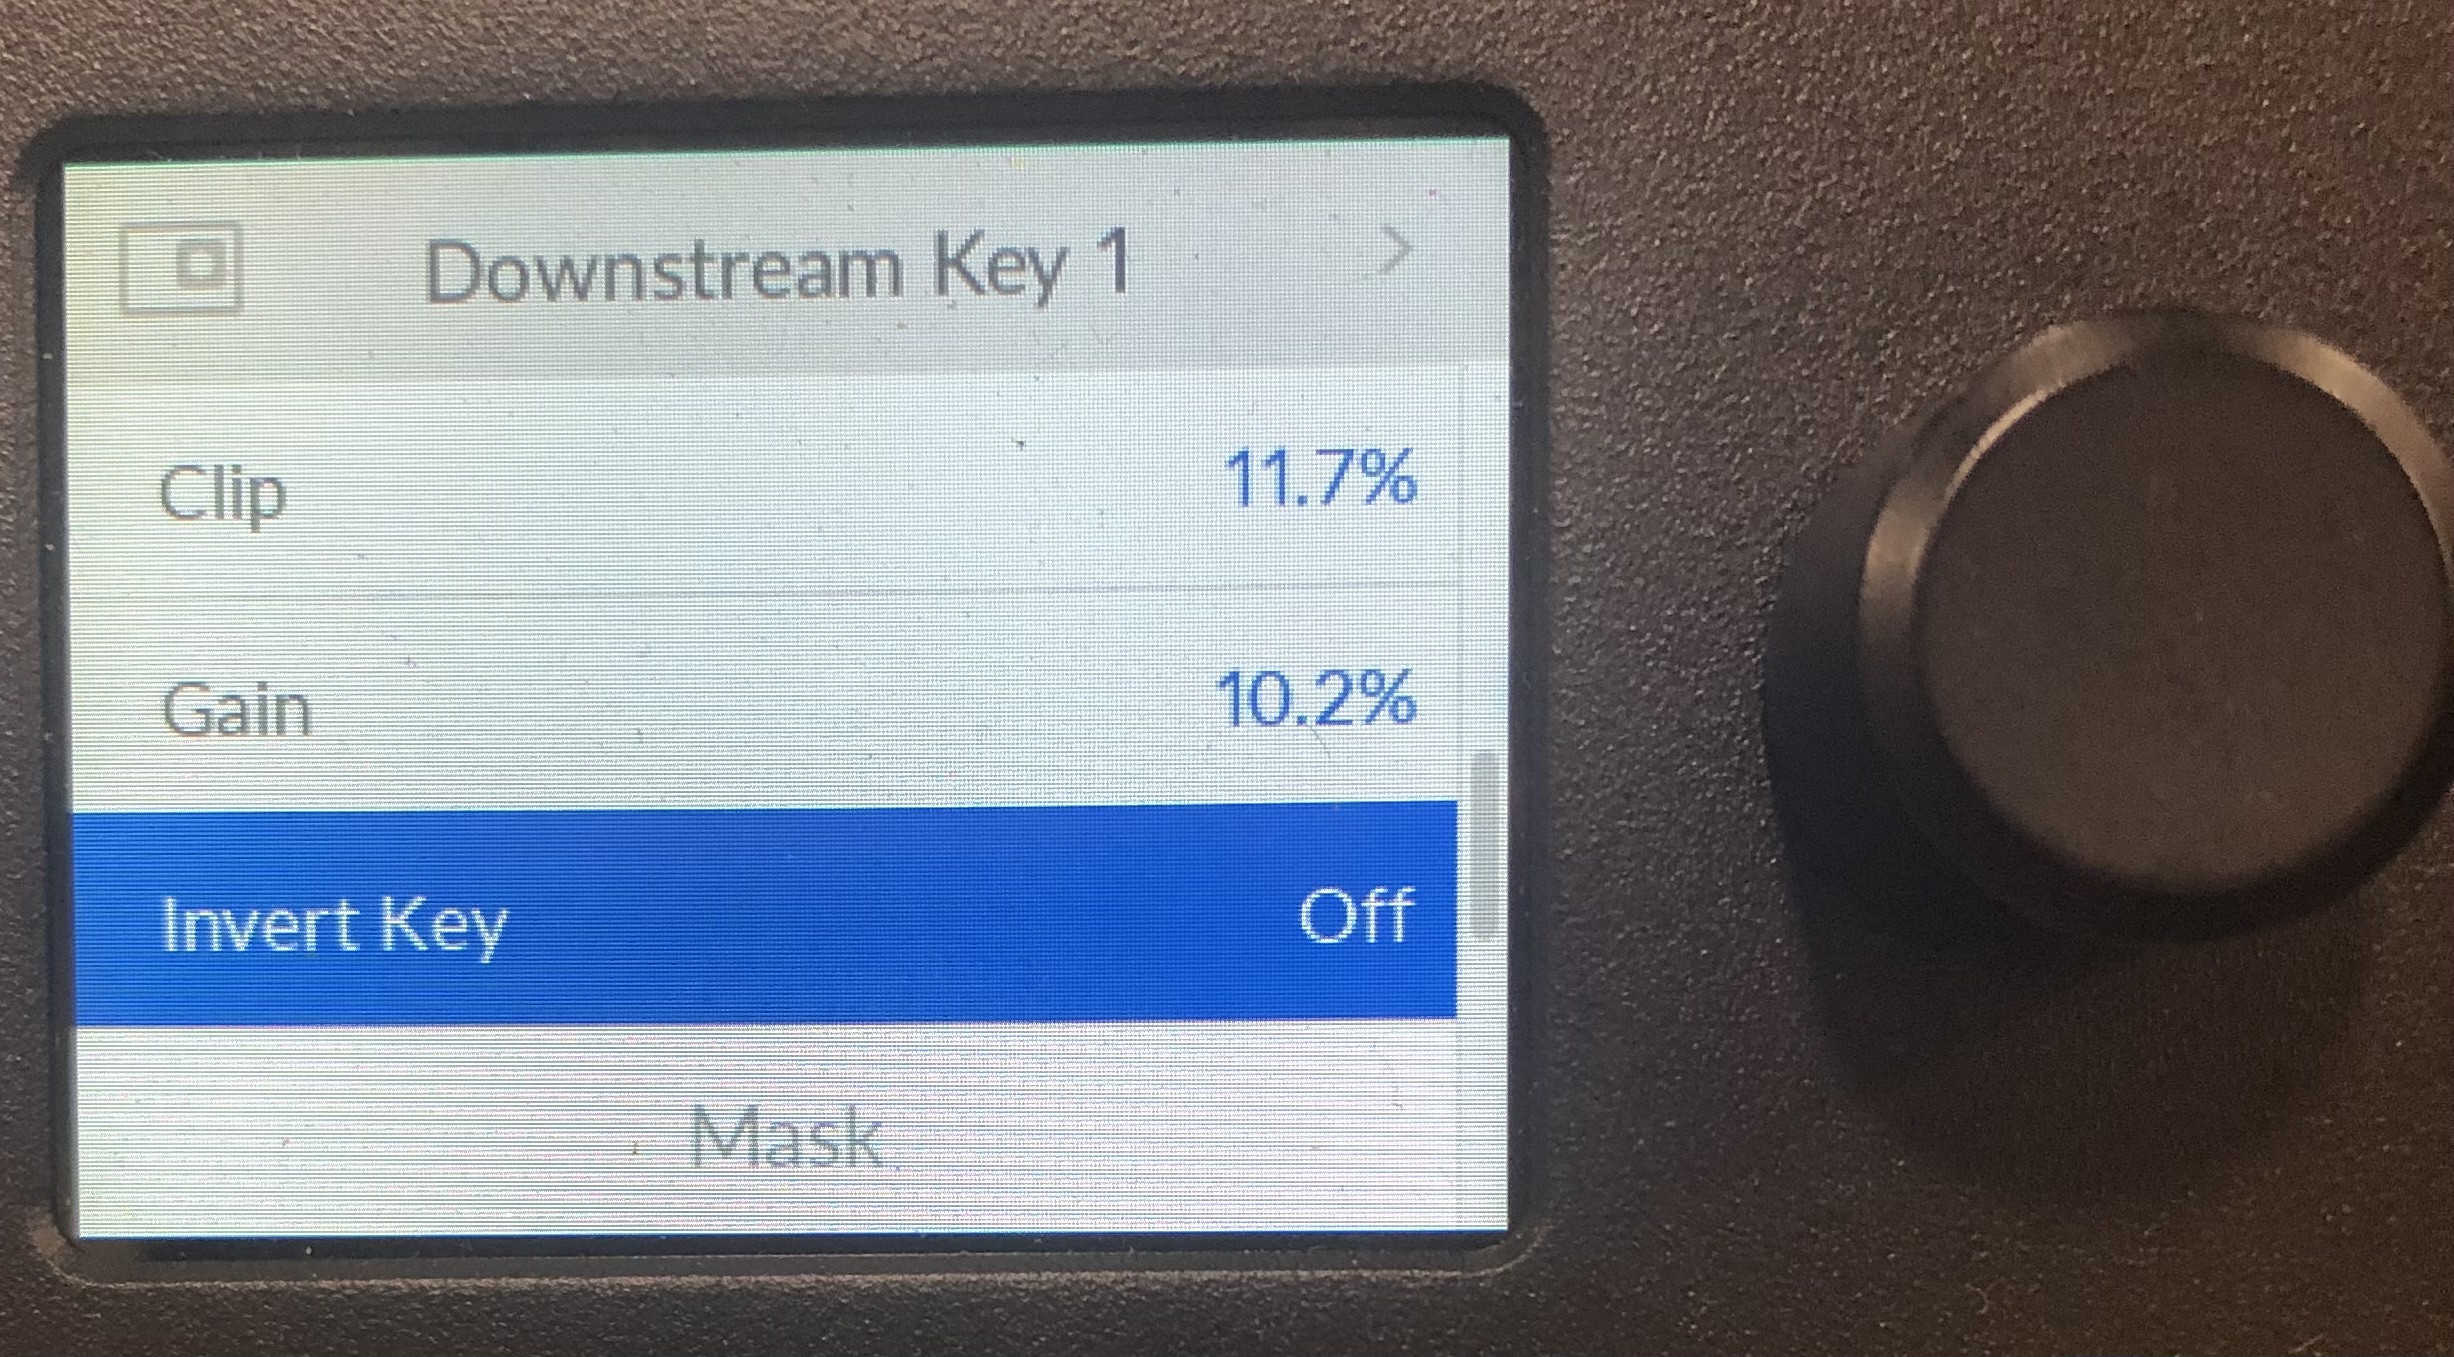 Downstream Key 1
Clip 11.7%
Gain 10.2%
Invert Key Off
Mask